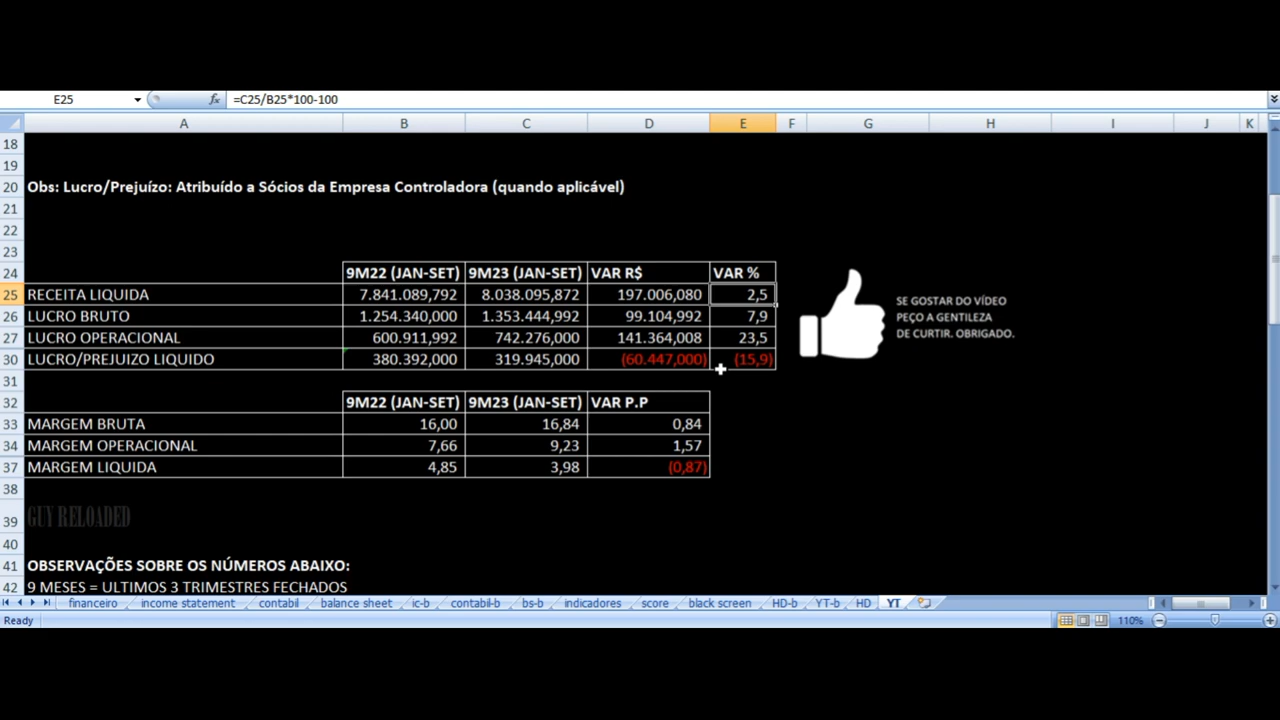 E25 fx =C25/B25*100-100
A B C D E F G H I J K
18
19
20 Obs: Lucro/Prejuízo: Atribuído a Sócios da Empresa Controladora (quando aplicável)
21
22
23
24 9M22 (JAN-SET) 9M23 (JAN-SET) VAR R$ VAR %
25 RECEITA LIQUIDA 7.841.089,792 8.038.095,872 197.006,080 2,5
26 LUCRO BRUTO 1.254.340,000 1.353.444,992 99.104,992 7,9
27 LUCRO OPERACIONAL 600.911,992 742.276,000 141.364,008 23,5
30 LUCRO/PREJUIZO LIQUIDO 380.392,000 319.945,000 (60.447,000) (15,9)
SE GOSTAR DO VÍDEO
PEÇO A GENTILEZA
DE CURTIR. OBRIGADO.
31
32 9M22 (JAN-SET) 9M23 (JAN-SET) VAR P.P
33 MARGEM BRUTA 16,00 16,84 0,84
34 MARGEM OPERACIONAL 7,66 9,23 1,57
37 MARGEM LIQUIDA 4,85 3,98 (0,87)
38
39 GUY RELOADED
40
41 OBSERVAÇÕES SOBRE OS NÚMEROS ABAIXO:
42 9 MESES = ULTIMOS 3 TRIMESTRES FECHADOS
financeiro income statement contabil balance sheet ic-b contabil-b bs-b indicadores score black screen HD-b YT-b HD YT
Ready 110%